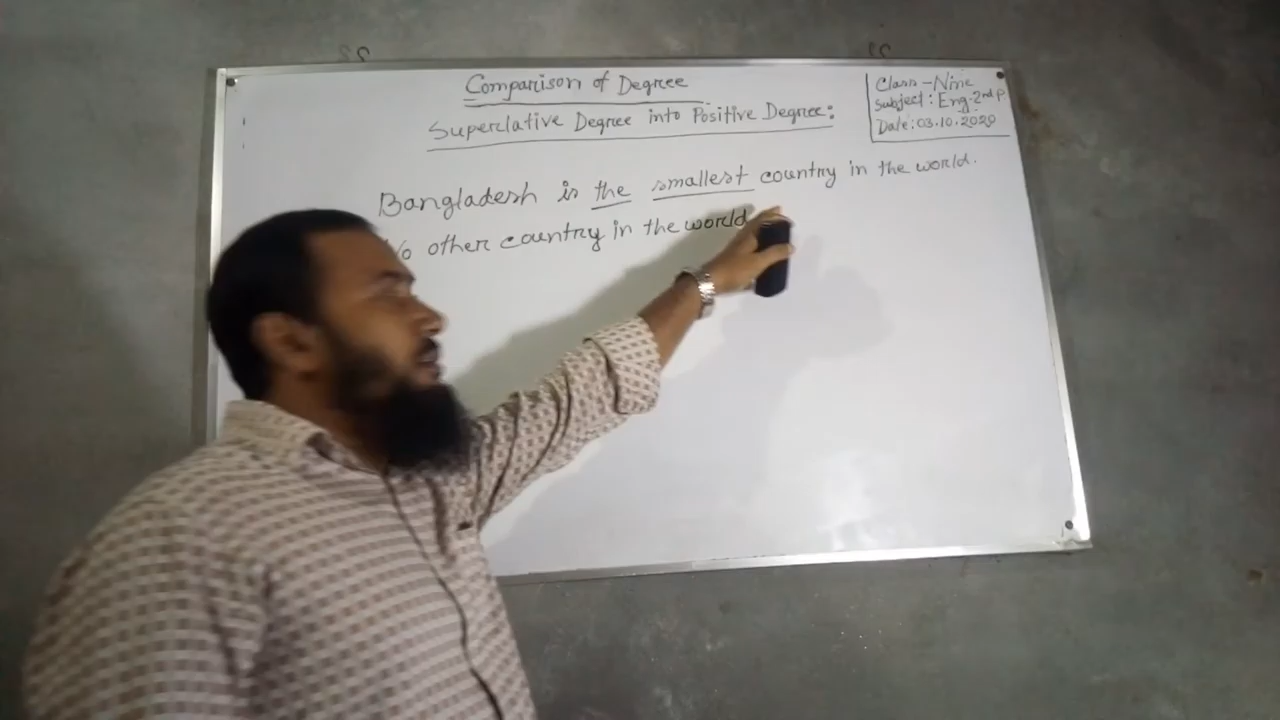 Comparison of Degree
Superlative Degree into Positive Degree:
Class-Nine
Subject: Eng. 2nd P
Date: 03.10.2020
Bangladesh is the smallest country in the world.
No other country in the world